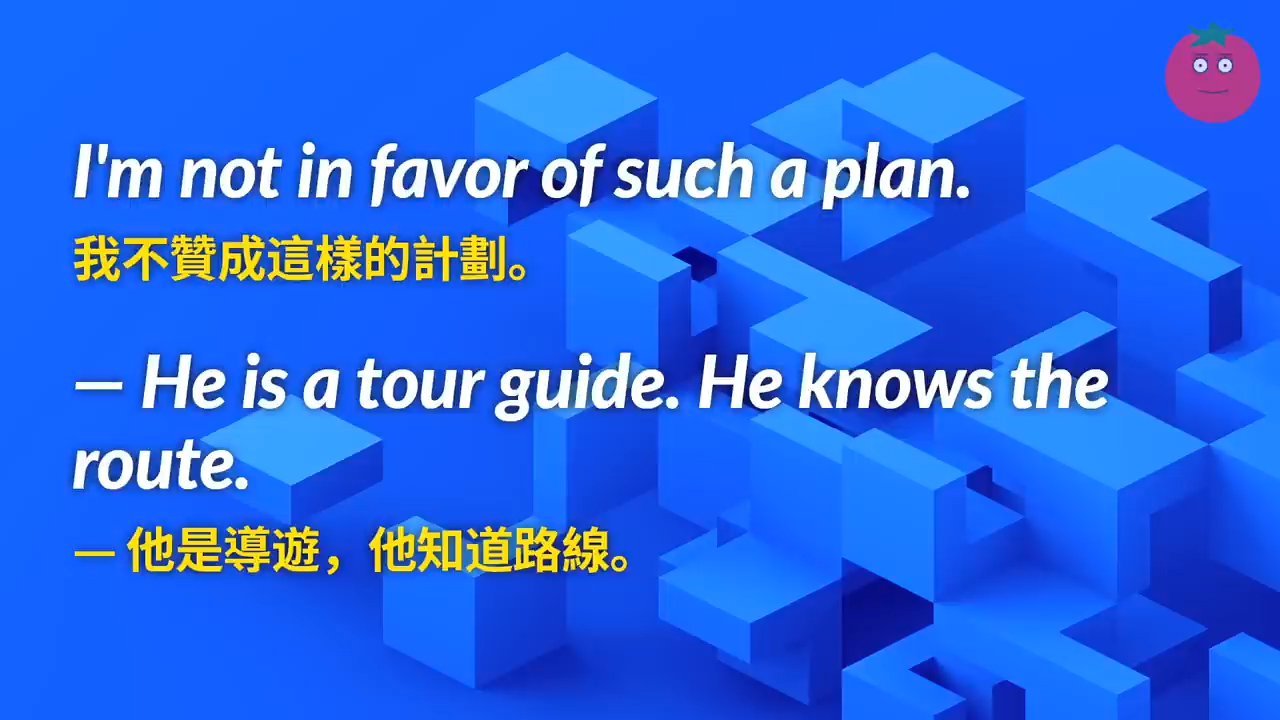 I'm not in favor of such a plan.
我不贊成這樣的計劃。
— He is a tour guide. He knows the
route.
— 他是導遊，他知道路線。